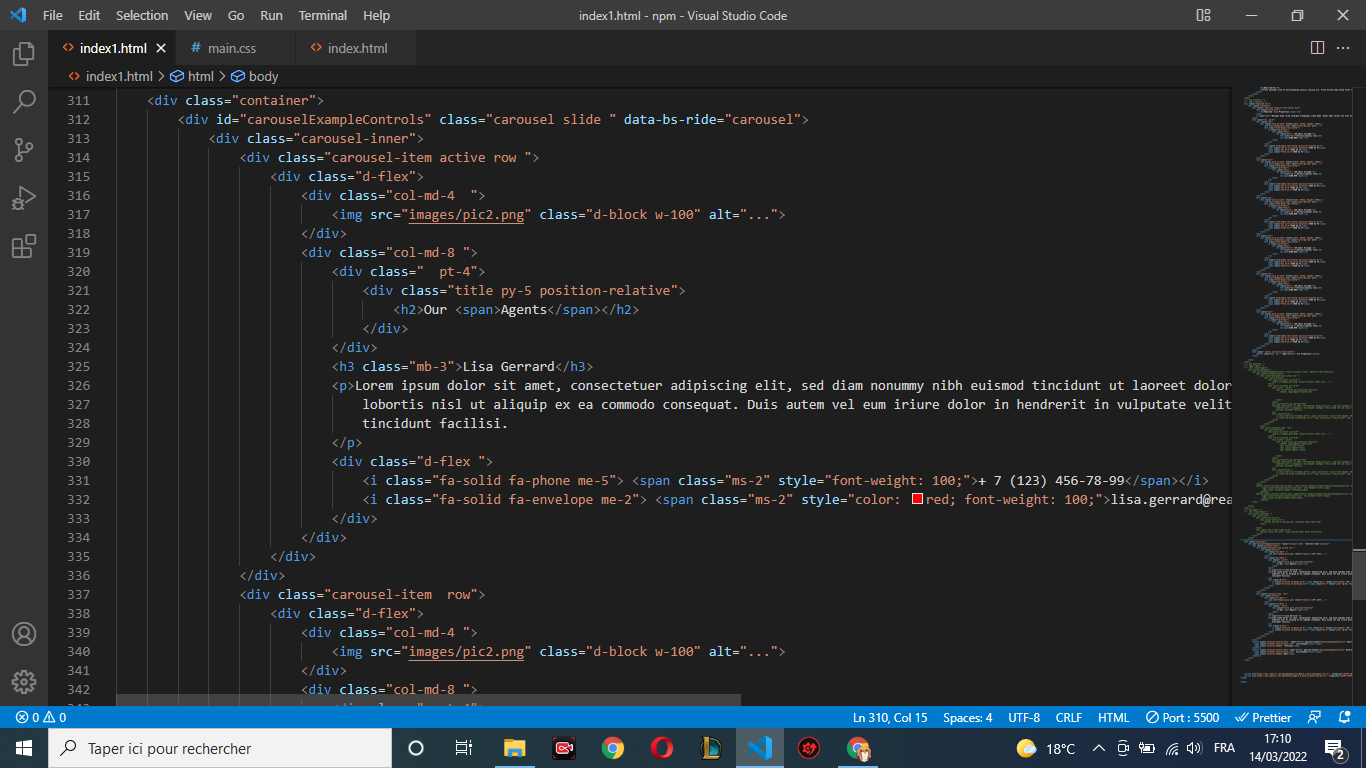 File Edit Selection View Go Run Terminal Help index1.html - npm - Visual Studio Code
index1.html # main.css index.html
index1.html > html > body
311 <div class="container">
312 <div id="carouselExampleControls" class="carousel slide " data-bs-ride="carousel">
313 <div class="carousel-inner">
314 <div class="carousel-item active row ">
315 <div class="d-flex">
316 <div class="col-md-4  ">
317 <img src="images/pic2.png" class="d-block w-100" alt="...">
318 </div>
319 <div class="col-md-8 ">
320 <div class="  pt-4">
321 <div class="title py-5 position-relative">
322 <h2>Our <span>Agents</span></h2>
323 </div>
324 </div>
325 <h3 class="mb-3">Lisa Gerrard</h3>
326 <p>Lorem ipsum dolor sit amet, consectetuer adipiscing elit, sed diam nonummy nibh euismod tincidunt ut laoreet dolor
327 lobortis nisl ut aliquip ex ea commodo consequat. Duis autem vel eum iriure dolor in hendrerit in vulputate velit
328 tincidunt facilisi.
329 </p>
330 <div class="d-flex ">
331 <i class="fa-solid fa-phone me-5"> <span class="ms-2" style="font-weight: 100;">+ 7 (123) 456-78-99</span></i>
332 <i class="fa-solid fa-envelope me-2"> <span class="ms-2" style="color: red; font-weight: 100;">lisa.gerrard@rea
333 </div>
334 </div>
335 </div>
336 </div>
337 <div class="carousel-item  row">
338 <div class="d-flex">
339 <div class="col-md-4 ">
340 <img src="images/pic2.png" class="d-block w-100" alt="...">
341 </div>
342 <div class="col-md-8 ">
0 0 Ln 310, Col 15 Spaces: 4 UTF-8 CRLF HTML Port : 5500 Prettier
Taper ici pour rechercher 18°C FRA 17:10
14/03/2022 2